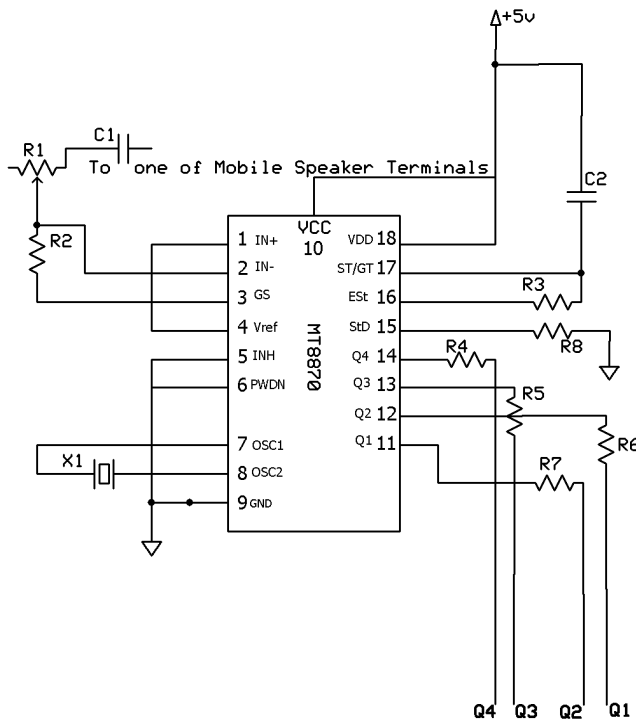 +5v
C1
R1
To one of Mobile Speaker Terminals
C2
VCC
10
R2
1 IN+
2 IN-
3 GS
4 Vref
5 INH
6 PWDN
7 OSC1
8 OSC2
9 GND
MT8870
VDD 18
ST/GT 17
ESt 16
StD 15
Q4 14
Q3 13
Q2 12
Q1 11
R3
R8
R4
R5
R6
R7
X1
Q4 Q3 Q2 Q1